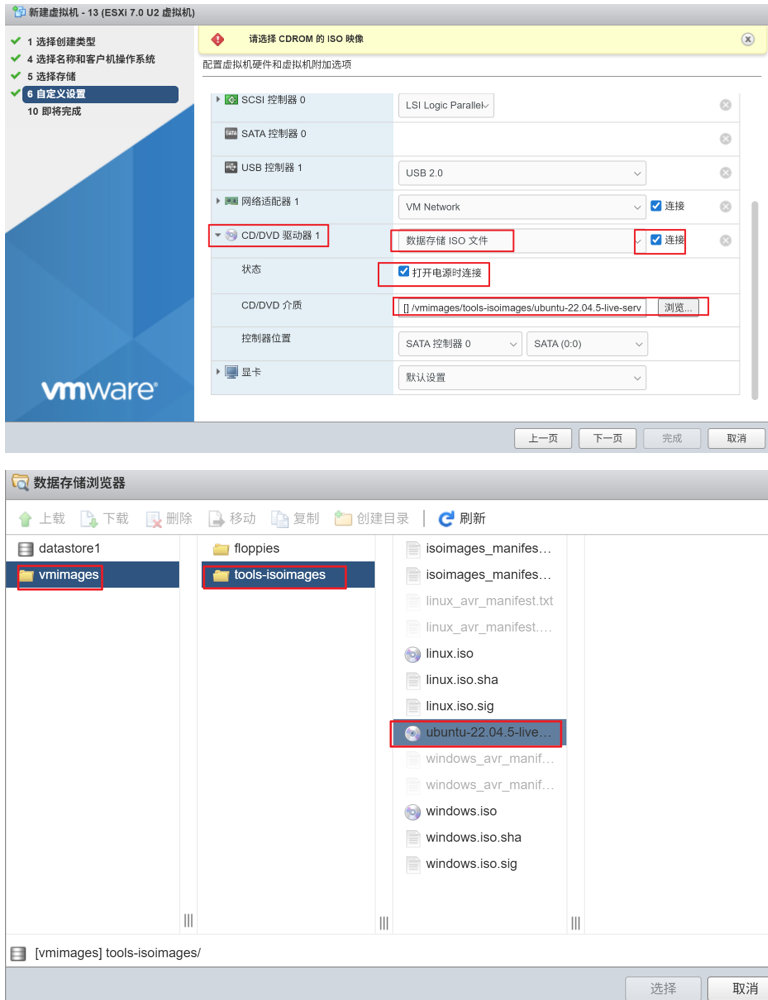 新建虚拟机 - 13 (ESXi 7.0 U2 虚拟机)
1 选择创建类型
4 选择名称和客户机操作系统
5 选择存储
6 自定义设置
10 即将完成
vmware®
请选择 CDROM 的 ISO 映像
配置虚拟机硬件和虚拟机附加选项
SCSI 控制器 0
LSI Logic Parallel
SATA 控制器 0
USB 控制器 1
USB 2.0
网络适配器 1
VM Network
连接
CD/DVD 驱动器 1
数据存储 ISO 文件
连接
状态
打开电源时连接
CD/DVD 介质
[] /vmimages/tools-isoimages/ubuntu-22.04.5-live-serv
浏览...
控制器位置
SATA 控制器 0
SATA (0:0)
显卡
默认设置
上一页
下一页
完成
取消
数据存储浏览器
上载
下载
删除
移动
复制
创建目录
刷新
datastore1
vmimages
floppies
tools-isoimages
isoimages_manifes...
isoimages_manifes...
linux_avr_manifest.txt
linux_avr_manifest....
linux.iso
linux.iso.sha
linux.iso.sig
ubuntu-22.04.5-live...
windows_avr_manif...
windows_avr_manif...
windows.iso
windows.iso.sha
windows.iso.sig
[vmimages] tools-isoimages/
选择
取消